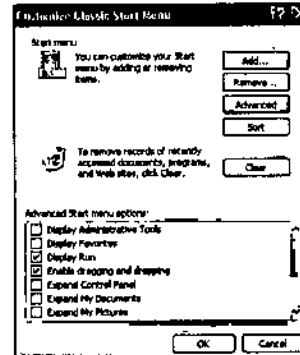 Customize Classic Start Menu
Start menu
You can customize your Start
menu by adding or removing
items.
Add...
Remove...
Advanced
Sort
To remove records of recently
accessed documents, programs,
and Web sites, click Clear.
Clear
Advanced Start menu options:
Display Administrative Tools
Display Favorites
Display Run
Enable dragging and dropping
Expand Control Panel
Expand My Documents
Expand My Pictures
OK
Cancel